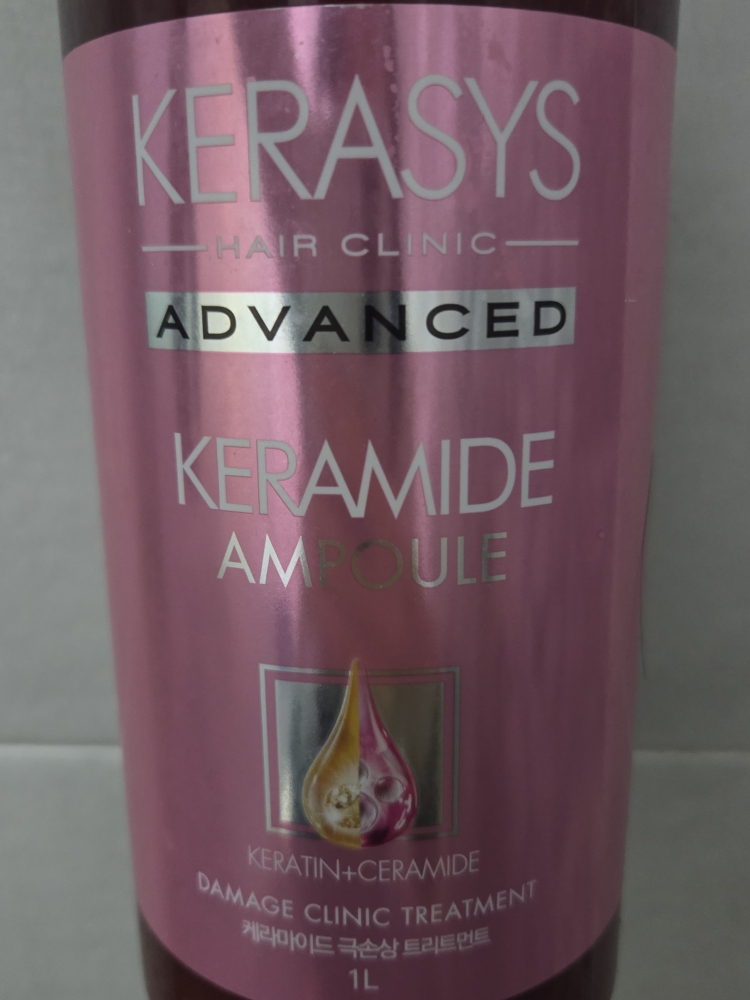 KERASYS
HAIR CLINIC
ADVANCED
KERAMIDE
AMPOULE
KERATIN+CERAMIDE
DAMAGE CLINIC TREATMENT
케라마이드 극손상 트리트먼트
1L